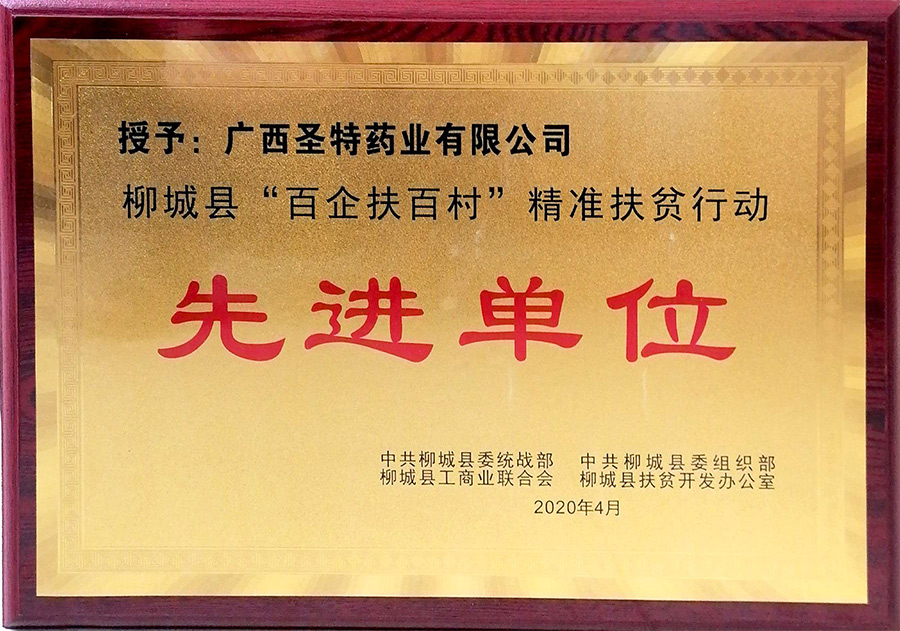 授予：广西圣特药业有限公司
柳城县“百企扶百村”精准扶贫行动
先进单位
中共柳城县委统战部 中共柳城县委组织部
柳城县工商业联合会 柳城县扶贫开发办公室
2020年4月